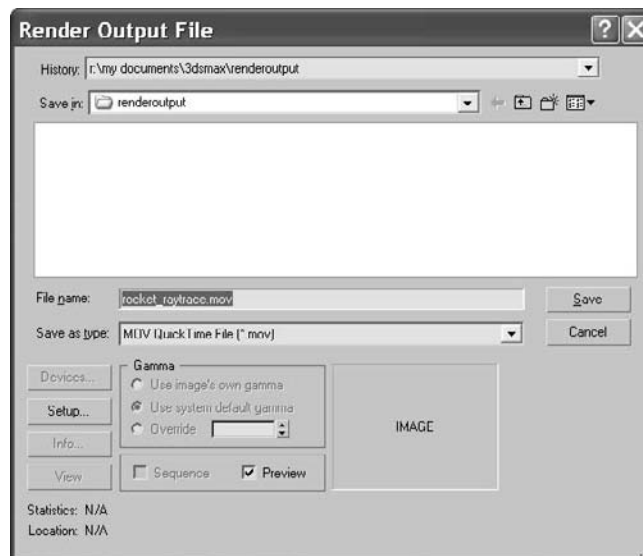 Render Output File
History: r:\my documents\3dsmax\renderoutput
Save in: renderoutput
File name: rocket_raytrace.mov
Save
Save as type: MOV QuickTime File (*.mov)
Cancel
Devices...
Setup...
Info...
View
Gamma
Use image's own gamma
Use system default gamma
Override
Sequence
Preview
IMAGE
Statistics: N/A
Location: N/A